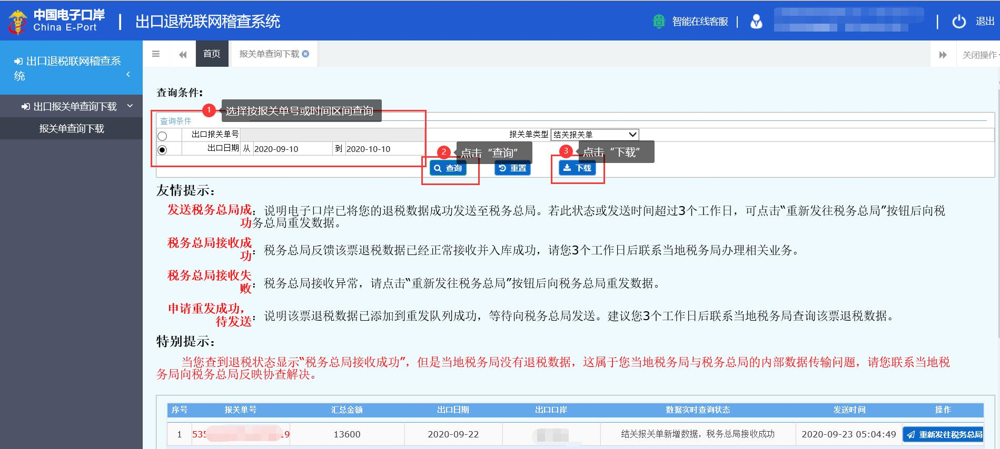 中国电子口岸
China E-Port
出口退税联网稽查系统
智能在线客服
退出
出口退税联网稽查系
统
出口报关单查询下载
报关单查询下载
首页
报关单查询下载
关闭操作
查询条件:
1 选择按报关单号或时间区间查询
查询条件
出口报关单号
报关单类型 结关报关单
出口日期 从 2020-09-10 到 2020-10-10
2 点击“查询”
3 点击“下载”
查询
重置
下载
友情提示:
发送税务总局成
功
: 说明电子口岸已将您的退税数据成功发送至税务总局。若此状态或发送时间超过3个工作日，可点击“重新发往税务总局”按钮后向税
务总局重发数据。
税务总局接收成
功
: 税务总局反馈该票退税数据已经正常接收并入库成功，请您3个工作日后联系当地税务局办理相关业务。
税务总局接收失
败
: 税务总局接收异常，请点击“重新发往税务总局”按钮后向税务总局重发数据。
申请重发成功，
待发送
: 说明该票退税数据已添加到重发队列成功，等待向税务总局发送。建议您3个工作日后联系当地税务局查询该票退税数据。
特别提示:
当您查到退税状态显示“税务总局接收成功”，但是当地税务局没有退税数据，这属于您当地税务局与税务总局的内部数据传输问题，请您联系当地税
务局向税务总局反映协查解决。
序号 报关单号 汇总金额 出口日期 出口口岸 数据实时查询状态 发送时间 操作
1 535 19 13600 2020-09-22 结关报关单新增数据，税务总局接收成功 2020-09-23 05:04:49 重新发往税务总局